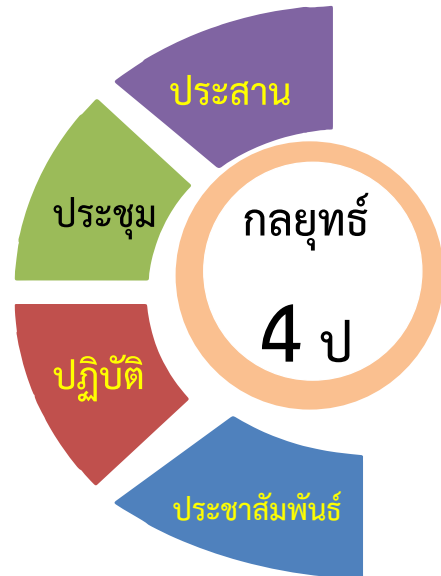 ประสาน
ประชุม
กลยุทธ์
4 ป
ปฏิบัติ
ประชาสัมพันธ์